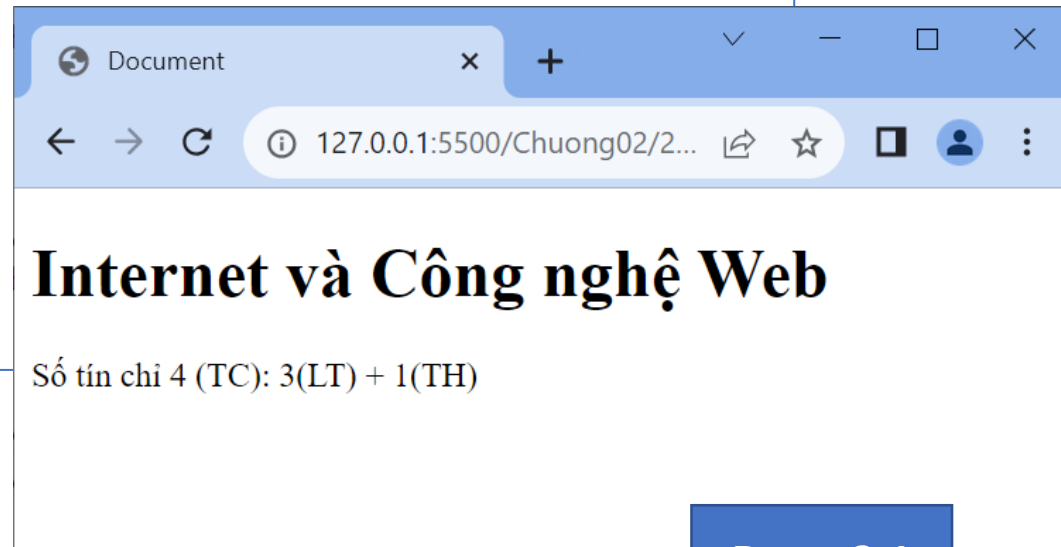 Document
127.0.0.1:5500/Chuong02/2...
Internet và Công nghệ Web
Số tín chỉ 4 (TC): 3(LT) + 1(TH)